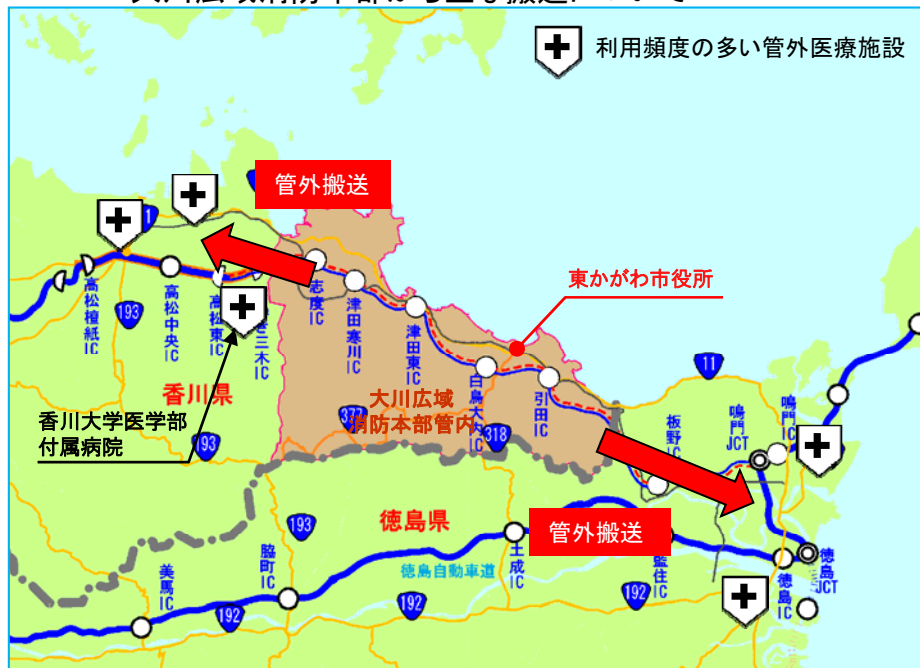 利用頻度の多い管外医療施設
管外搬送
東かがわ市役所
1
11
高松檀紙IC
高松中央IC
高松東IC
三木IC
志度IC
津田寒川IC
津田東IC
白鳥大内IC
引田IC
板野IC
鳴門JCT
鳴門IC
193
香川県
377
大川広域
消防本部管内
318
香川大学医学部
付属病院
193
193
徳島県
管外搬送
美馬IC
脇町IC
土成IC
藍住IC
徳島IC
徳島JCT
徳島自動車道
192
192
192